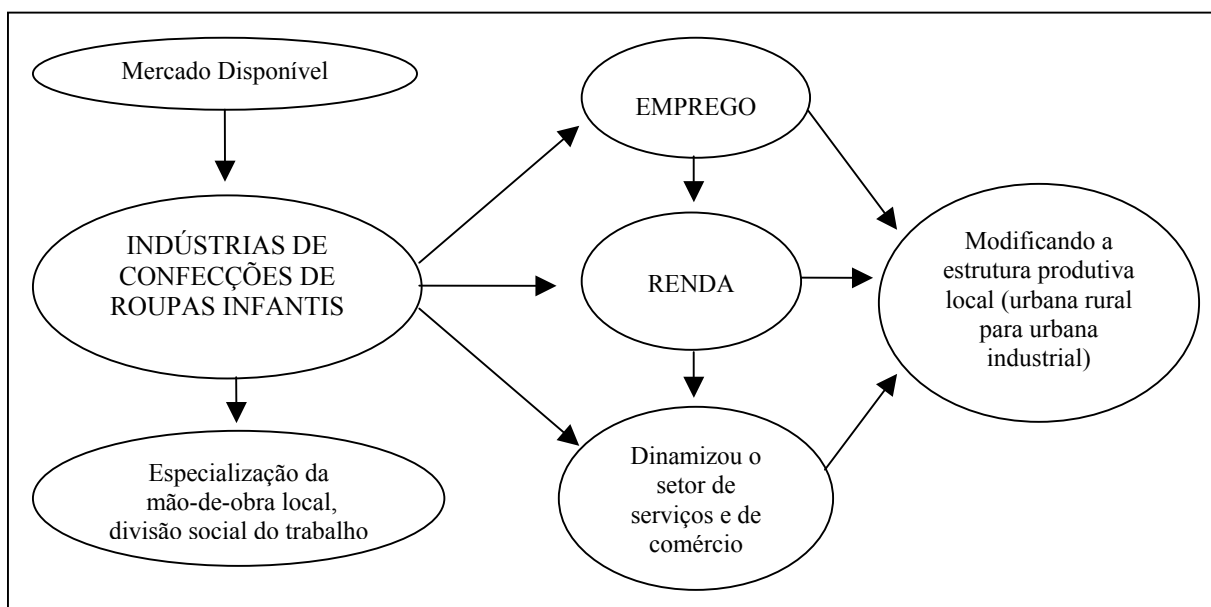 Mercado Disponível
INDÚSTRIAS DE
CONFECÇÕES DE
ROUPAS INFANTIS
Especialização da
mão-de-obra local,
divisão social do trabalho
EMPREGO
RENDA
Dinamizou o
setor de
serviços e de
comércio
Modificando a
estrutura produtiva
local (urbana rural
para urbana
industrial)